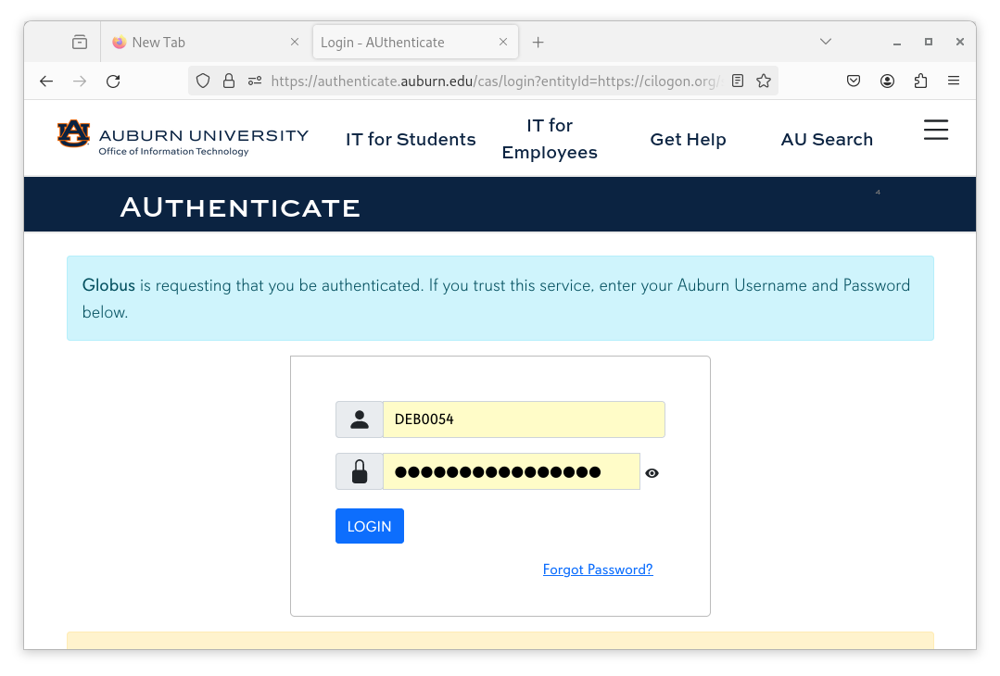 New Tab
Login - AUthenticate
https://authenticate.auburn.edu/cas/login?entityId=https://cilogon.org/
AUBURN UNIVERSITY
Office of Information Technology
IT for Students
IT for
Employees
Get Help
AU Search
AUTHENTICATE
Globus is requesting that you be authenticated. If you trust this service, enter your Auburn Username and Password
below.
DEB0054
LOGIN
Forgot Password?